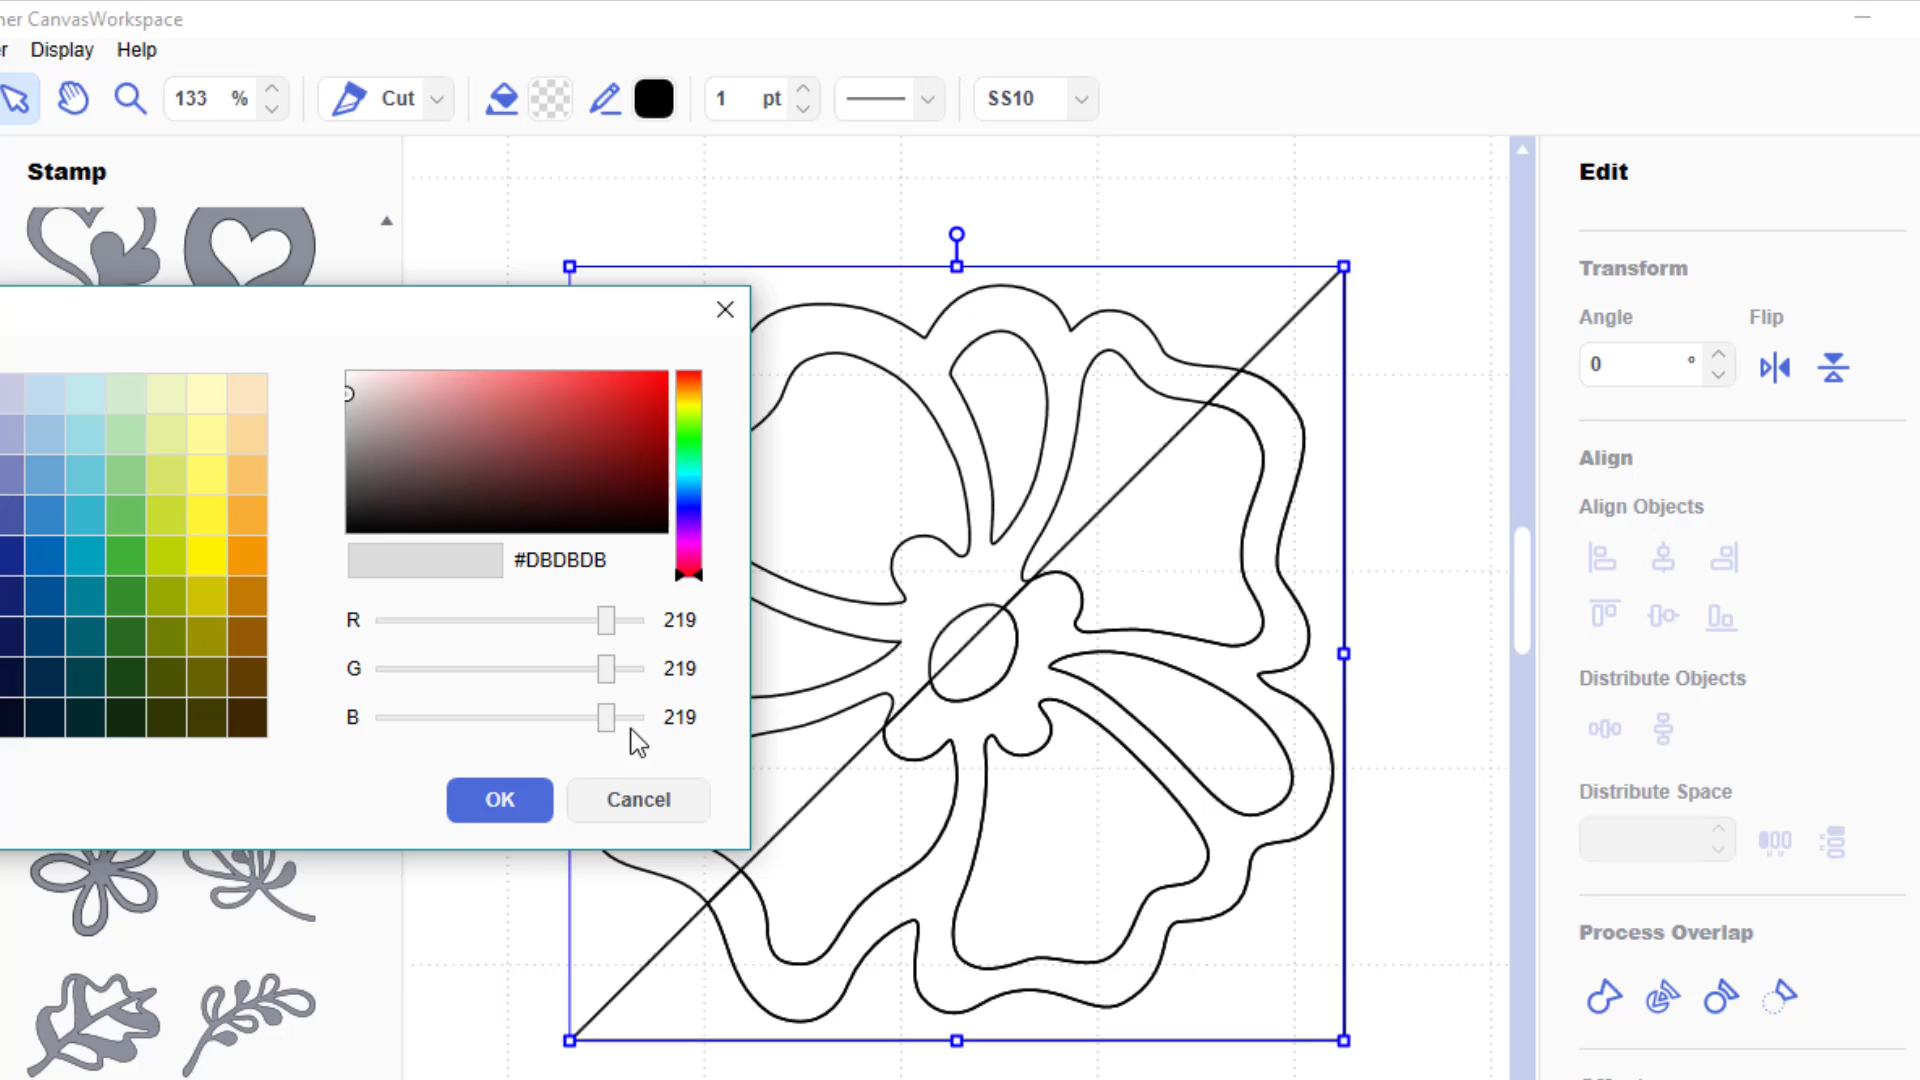 CanvasWorkspace
Display Help
133 % Cut 1 pt SS10
Stamp
#DBDBDB
R 219
G 219
B 219
OK Cancel
Edit
Transform
Angle Flip
0 °
Align
Align Objects
Distribute Objects
Distribute Space
Process Overlap